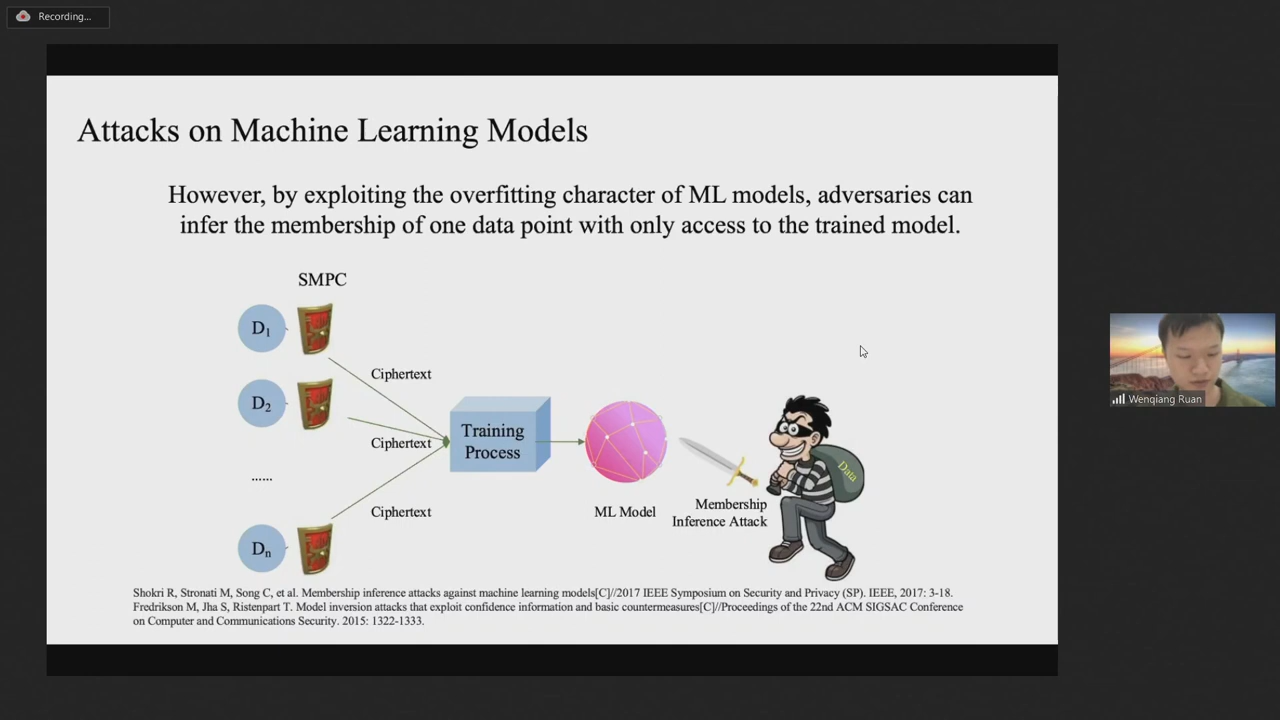 Recording...
Attacks on Machine Learning Models
However, by exploiting the overfitting character of ML models, adversaries can
infer the membership of one data point with only access to the trained model.
SMPC
D1
Ciphertext
D2
Training
Process
Ciphertext
Data
......
Membership
Inference Attack
ML Model
Ciphertext
Dn
Shokri R, Stronati M, Song C, et al. Membership inference attacks against machine learning models[C]//2017 IEEE Symposium on Security and Privacy (SP). IEEE, 2017: 3-18.
Fredrikson M, Jha S, Ristenpart T. Model inversion attacks that exploit confidence information and basic countermeasures[C]//Proceedings of the 22nd ACM SIGSAC Conference
on Computer and Communications Security. 2015: 1322-1333.
Wenqiang Ruan